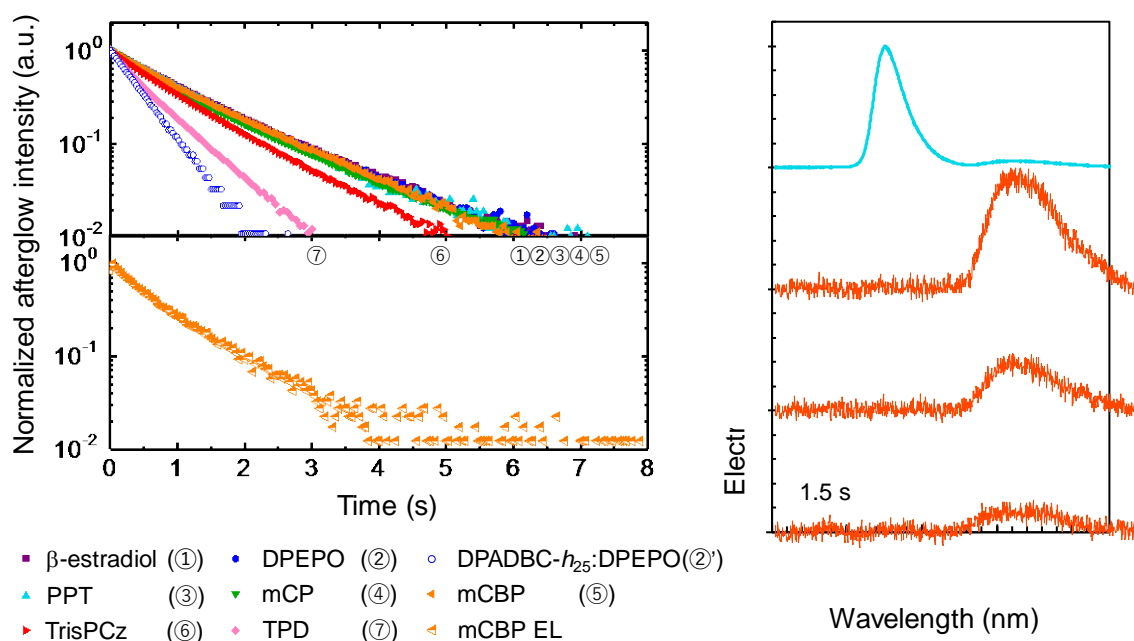 Normalized afterglow intensity (a.u.)
10⁰
10⁻¹
10⁻²
⑦ ⑥ ①②③④⑤
10⁰
10⁻¹
10⁻²
0 1 2 3 4 5 6 7 8
Time (s)
β-estradiol (①) DPEPO (②) DPADBC-h₂₅:DPEPO(②')
PPT (③) mCP (④) mCBP (⑤)
TrisPCz (⑥) TPD (⑦) mCBP EL
Electr
1.5 s
Wavelength (nm)